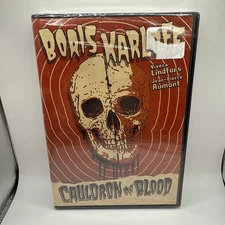 BORIS KARLOFF
Viveca
Lindfors
Jean-Pierre
Aumont
CAULDRON OF BLOOD